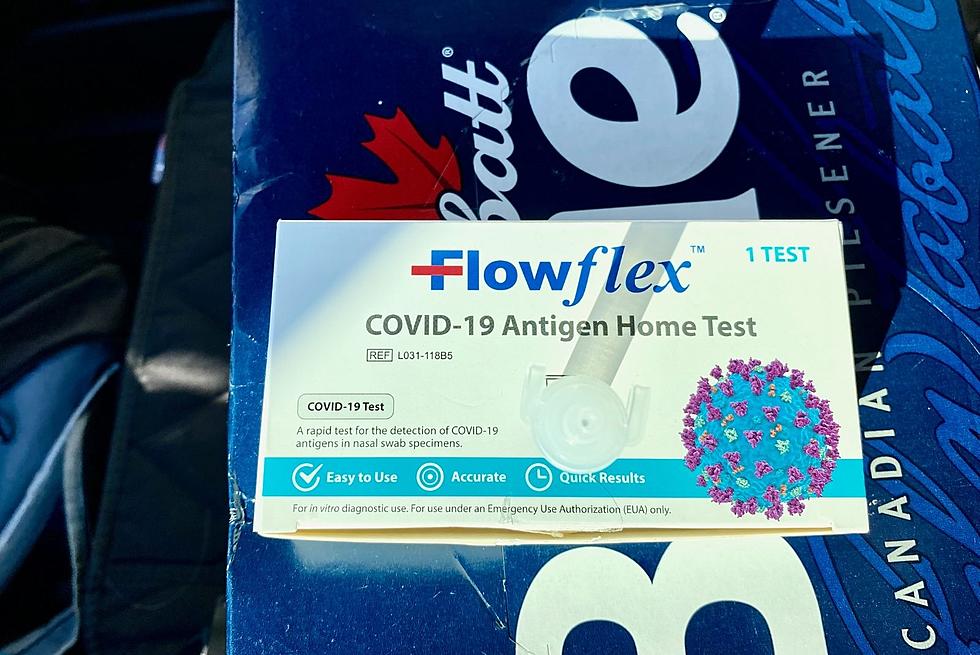 Flowflex™
1 TEST
COVID-19 Antigen Home Test
REF L031-118B5
COVID-19 Test
A rapid test for the detection of COVID-19
antigens in nasal swab specimens.
Easy to Use Accurate Quick Results
For in vitro diagnostic use. For use under an Emergency Use Authorization (EUA) only.
batt®
B
e®
CANADIAN PILSENER